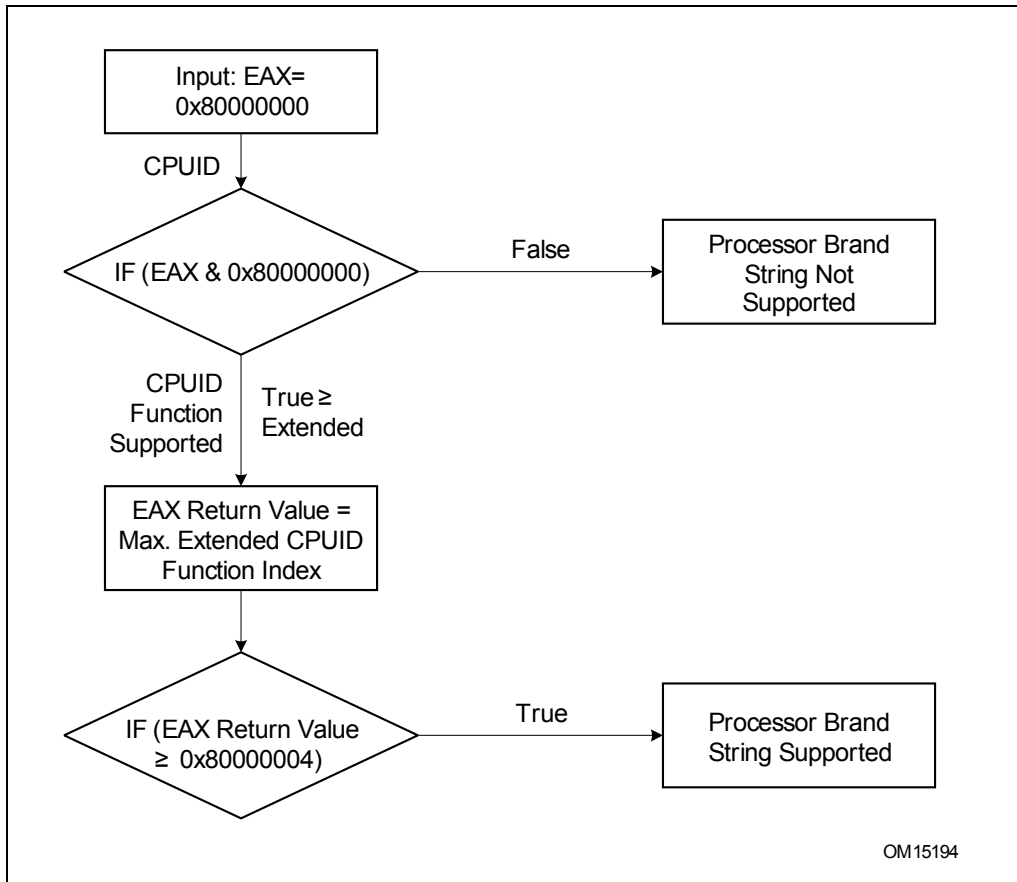 Input: EAX=
0x80000000
CPUID
IF (EAX & 0x80000000)
False
Processor Brand
String Not
Supported
CPUID
Function
Supported
True ≥
Extended
EAX Return Value =
Max. Extended CPUID
Function Index
IF (EAX Return Value
≥ 0x80000004)
True
Processor Brand
String Supported
OM15194